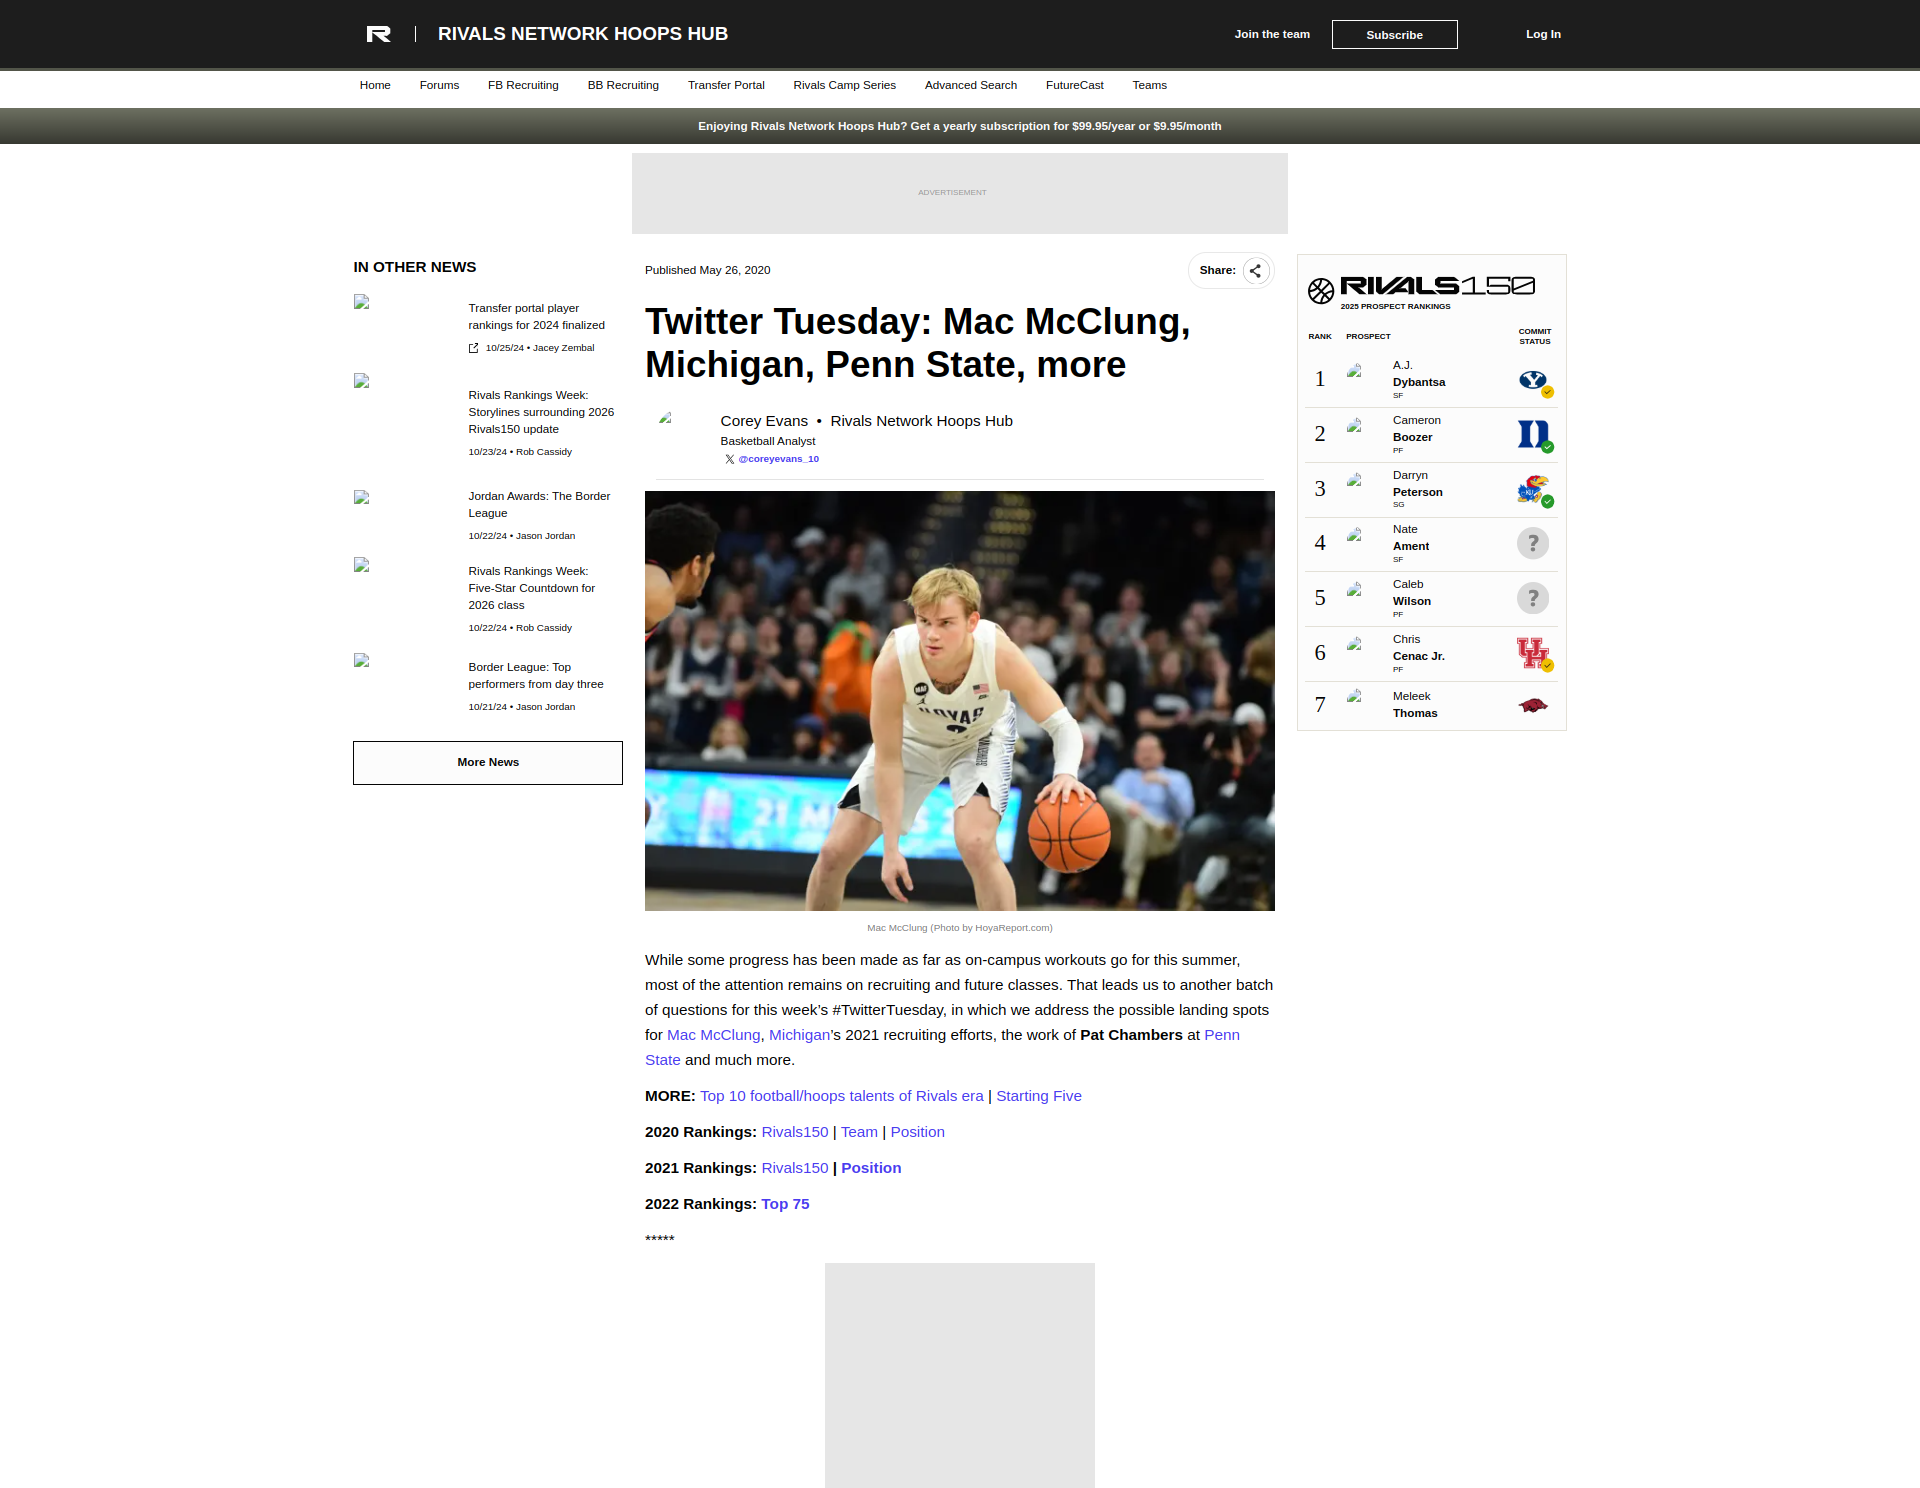 RIVALS NETWORK HOOPS HUB
Join the team
Subscribe
Log In
Home
Forums
FB Recruiting
BB Recruiting
Transfer Portal
Rivals Camp Series
Advanced Search
FutureCast
Teams
Enjoying Rivals Network Hoops Hub? Get a yearly subscription for $99.95/year or $9.95/month
ADVERTISEMENT
IN OTHER NEWS
Transfer portal player
rankings for 2024 finalized
10/25/24 • Jacey Zembal
Rivals Rankings Week:
Storylines surrounding 2026
Rivals150 update
10/23/24 • Rob Cassidy
Jordan Awards: The Border
League
10/22/24 • Jason Jordan
Rivals Rankings Week:
Five-Star Countdown for
2026 class
10/22/24 • Rob Cassidy
Border League: Top
performers from day three
10/21/24 • Jason Jordan
More News
Published May 26, 2020
Share:
Twitter Tuesday: Mac McClung,
Michigan, Penn State, more
Corey Evans • Rivals Network Hoops Hub
Basketball Analyst
@coreyevans_10
HOYAS
2
Mac McClung (Photo by HoyaReport.com)
While some progress has been made as far as on-campus workouts go for this summer,
most of the attention remains on recruiting and future classes. That leads us to another batch
of questions for this week’s #TwitterTuesday, in which we address the possible landing spots
for Mac McClung, Michigan’s 2021 recruiting efforts, the work of Pat Chambers at Penn
State and much more.
MORE: Top 10 football/hoops talents of Rivals era | Starting Five
2020 Rankings: Rivals150 | Team | Position
2021 Rankings: Rivals150 | Position
2022 Rankings: Top 75
*****
RIVALS150
2025 PROSPECT RANKINGS
RANK
PROSPECT
COMMIT
STATUS
1
A.J.
Dybantsa
SF
2
Cameron
Boozer
PF
3
Darryn
Peterson
SG
4
Nate
Ament
SF
?
5
Caleb
Wilson
PF
?
6
Chris
Cenac Jr.
PF
7
Meleek
Thomas